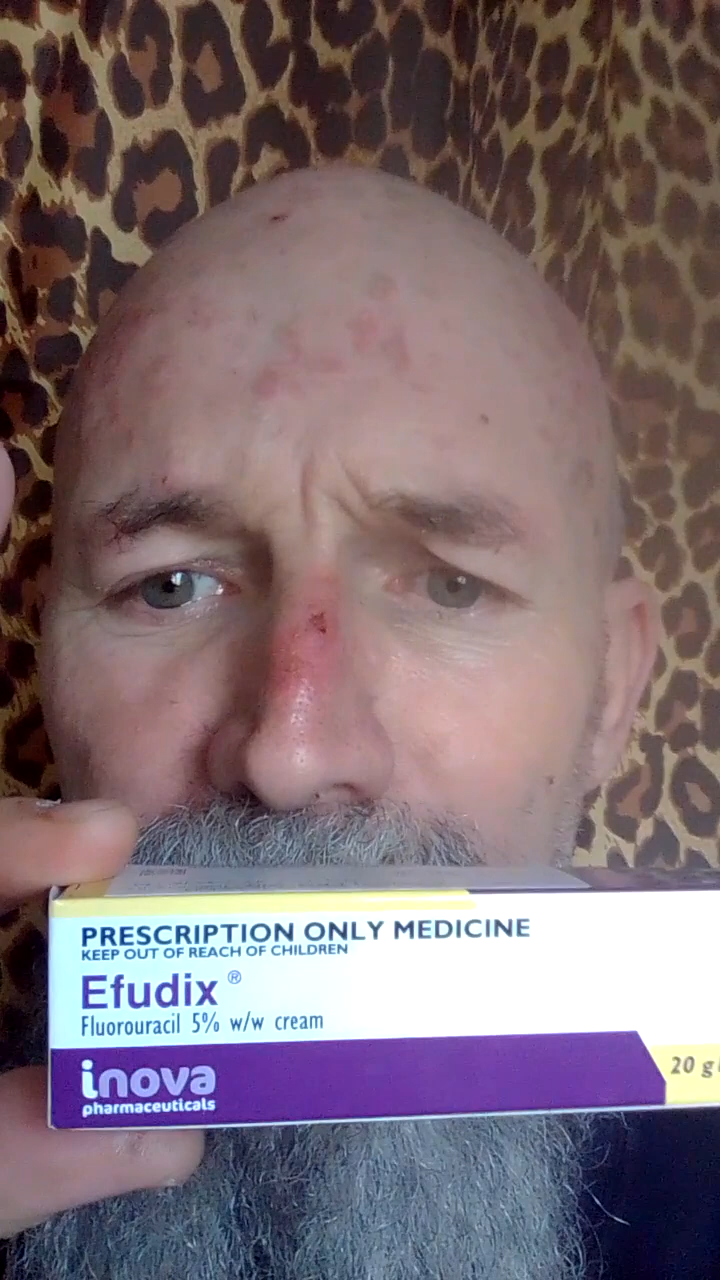 PRESCRIPTION ONLY MEDICINE
KEEP OUT OF REACH OF CHILDREN
Efudix ®
Fluorouracil 5% w/w cream
inova
pharmaceuticals
20 g